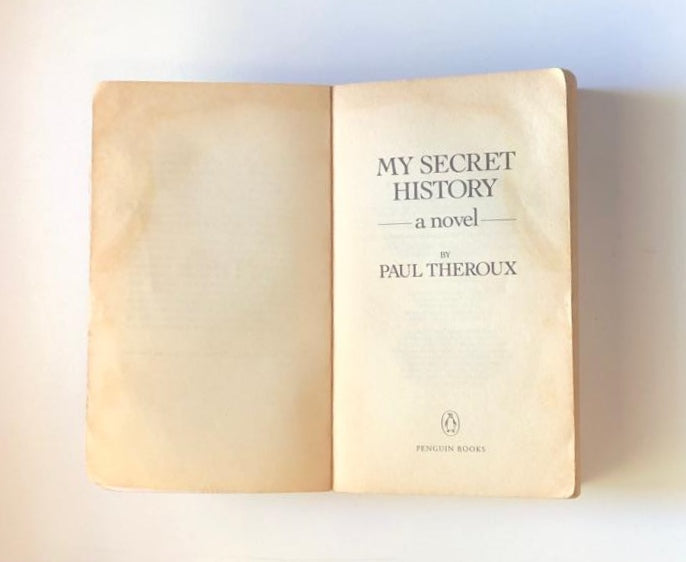 MY SECRET
HISTORY
a novel
BY
PAUL THEROUX
PENGUIN BOOKS